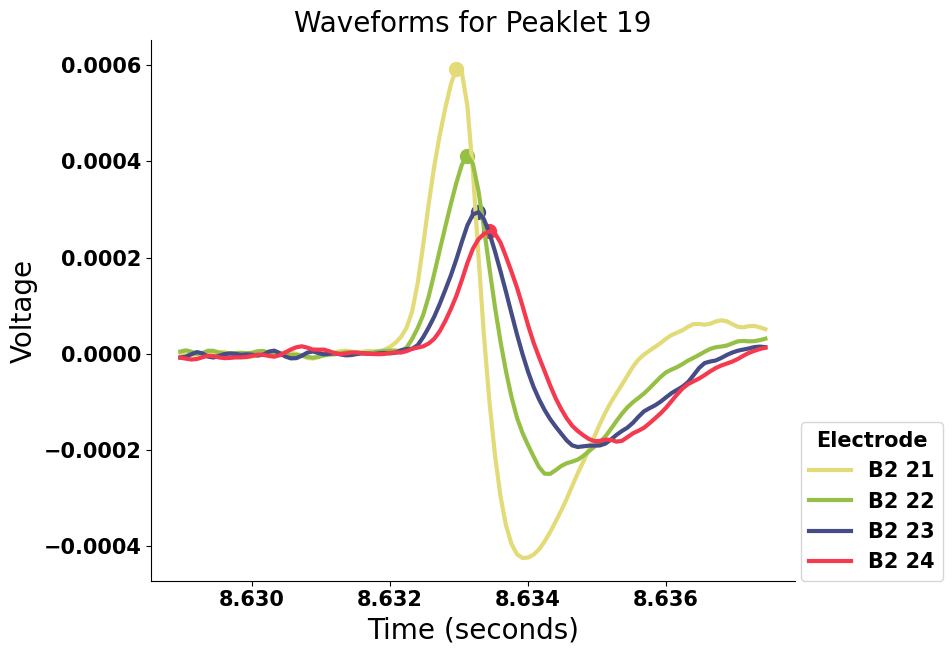 Waveforms for Peaklet 19
Voltage
0.0006
0.0004
0.0002
0.0000
−0.0002
−0.0004
8.630 8.632 8.634 8.636
Time (seconds)
Electrode
B2 21
B2 22
B2 23
B2 24